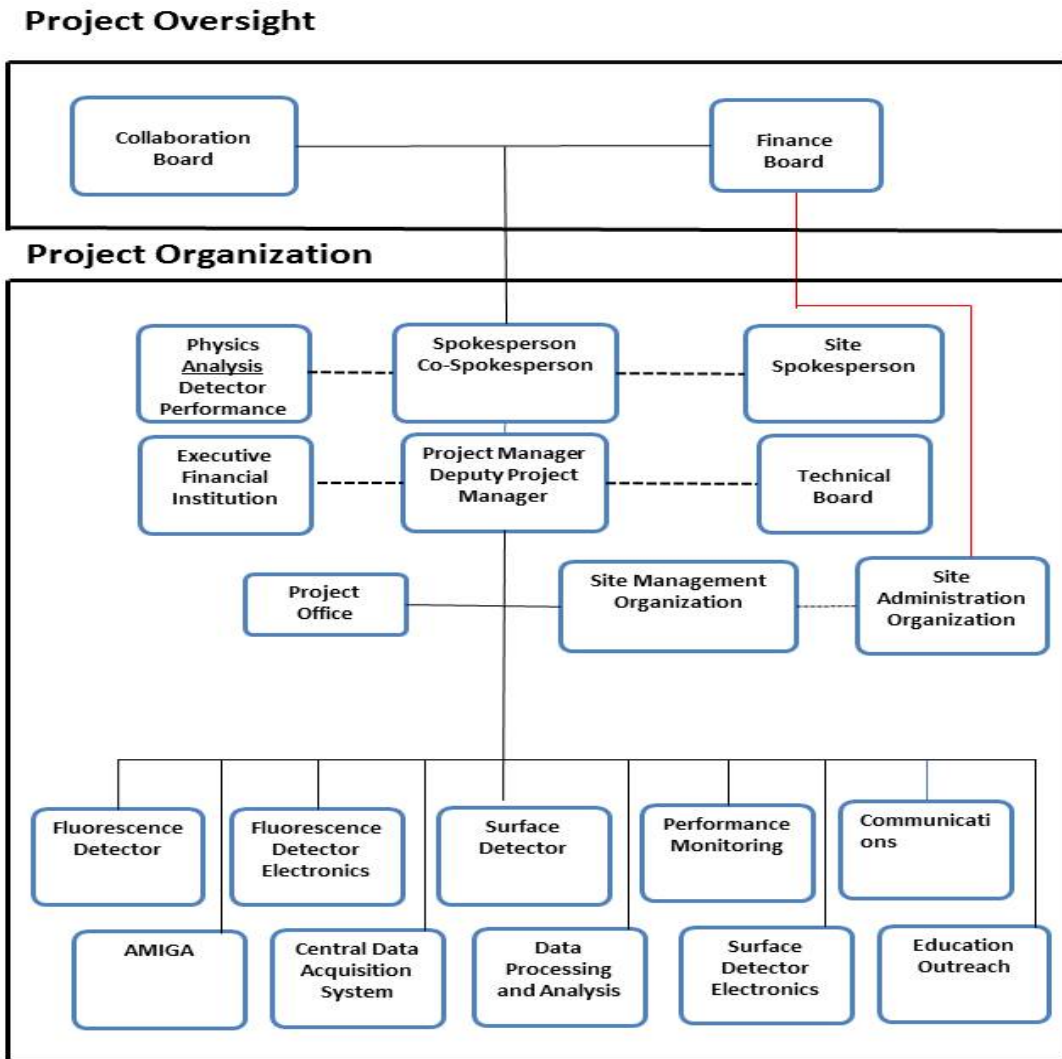 Project Oversight
Collaboration
Board
Finance
Board
Project Organization
Physics
Analysis
Detector
Performance
Spokesperson
Co-Spokesperson
Site
Spokesperson
Executive
Financial
Institution
Project Manager
Deputy Project
Manager
Technical
Board
Project
Office
Site Management
Organization
Site
Administration
Organization
Fluorescence
Detector
Fluorescence
Detector
Electronics
Surface
Detector
Performance
Monitoring
Communicati
ons
AMIGA
Central Data
Acquisition
System
Data
Processing
and Analysis
Surface
Detector
Electronics
Education
Outreach